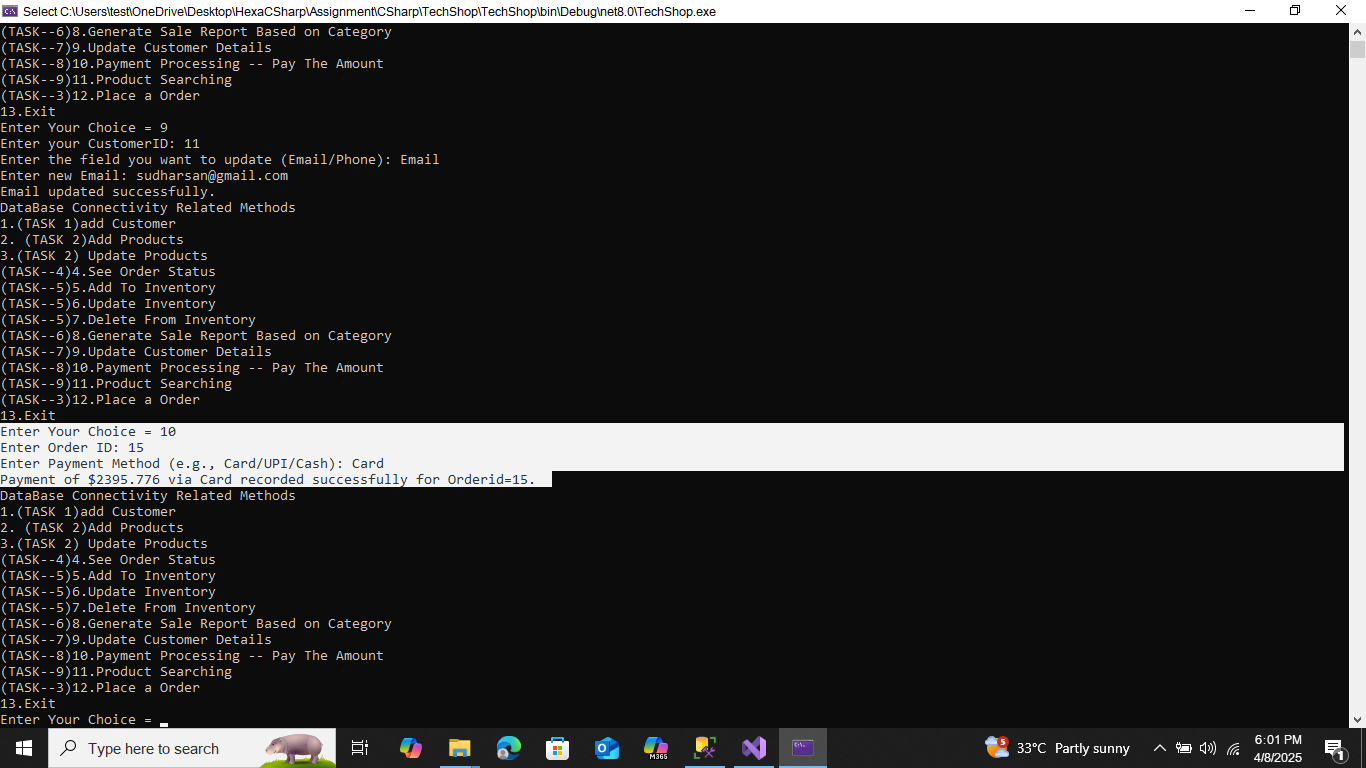 Select C:\Users\test\OneDrive\Desktop\HexaCSharp\Assignment\CSharp\TechShop\TechShop\bin\Debug\net8.0\TechShop.exe
(TASK--6)8.Generate Sale Report Based on Category
(TASK--7)9.Update Customer Details
(TASK--8)10.Payment Processing -- Pay The Amount
(TASK--9)11.Product Searching
(TASK--3)12.Place a Order
13.Exit
Enter Your Choice = 9
Enter your CustomerID: 11
Enter the field you want to update (Email/Phone): Email
Enter new Email: sudharsan@gmail.com
Email updated successfully.
DataBase Connectivity Related Methods
1.(TASK 1)add Customer
2. (TASK 2)Add Products
3.(TASK 2) Update Products
(TASK--4)4.See Order Status
(TASK--5)5.Add To Inventory
(TASK--5)6.Update Inventory
(TASK--5)7.Delete From Inventory
(TASK--6)8.Generate Sale Report Based on Category
(TASK--7)9.Update Customer Details
(TASK--8)10.Payment Processing -- Pay The Amount
(TASK--9)11.Product Searching
(TASK--3)12.Place a Order
13.Exit
Enter Your Choice = 10
Enter Order ID: 15
Enter Payment Method (e.g., Card/UPI/Cash): Card
Payment of $2395.776 via Card recorded successfully for Orderid=15.
DataBase Connectivity Related Methods
1.(TASK 1)add Customer
2. (TASK 2)Add Products
3.(TASK 2) Update Products
(TASK--4)4.See Order Status
(TASK--5)5.Add To Inventory
(TASK--5)6.Update Inventory
(TASK--5)7.Delete From Inventory
(TASK--6)8.Generate Sale Report Based on Category
(TASK--7)9.Update Customer Details
(TASK--8)10.Payment Processing -- Pay The Amount
(TASK--9)11.Product Searching
(TASK--3)12.Place a Order
13.Exit
Enter Your Choice =
Type here to search
M365
5
33°C Partly sunny
6:01 PM
4/8/2025
1